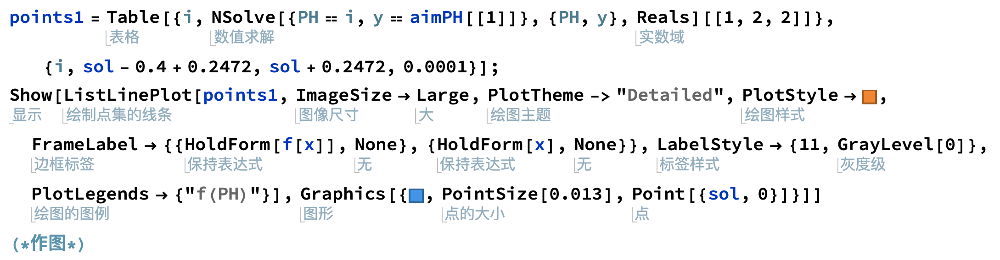 points1 = Table[{i, NSolve[{PH == i, y == aimPH[[1]]}, {PH, y}, Reals][[1, 2, 2]]},
表格 数值求解 实数域
{i, sol - 0.4 + 0.2472, sol + 0.2472, 0.0001}];
Show[ListLinePlot[points1, ImageSize → Large, PlotTheme -> "Detailed", PlotStyle → ,
显示 绘制点集的线条 图像尺寸 大 绘图主题 绘图样式
FrameLabel → {{HoldForm[f[x]], None}, {HoldForm[x], None}}, LabelStyle → {11, GrayLevel[0]},
边框标签 保持表达式 无 保持表达式 无 标签样式 灰度级
PlotLegends → {"f(PH)"}], Graphics[{, PointSize[0.013], Point[{sol, 0}]}]]
绘图的图例 图形 点的大小 点
(*作图*)